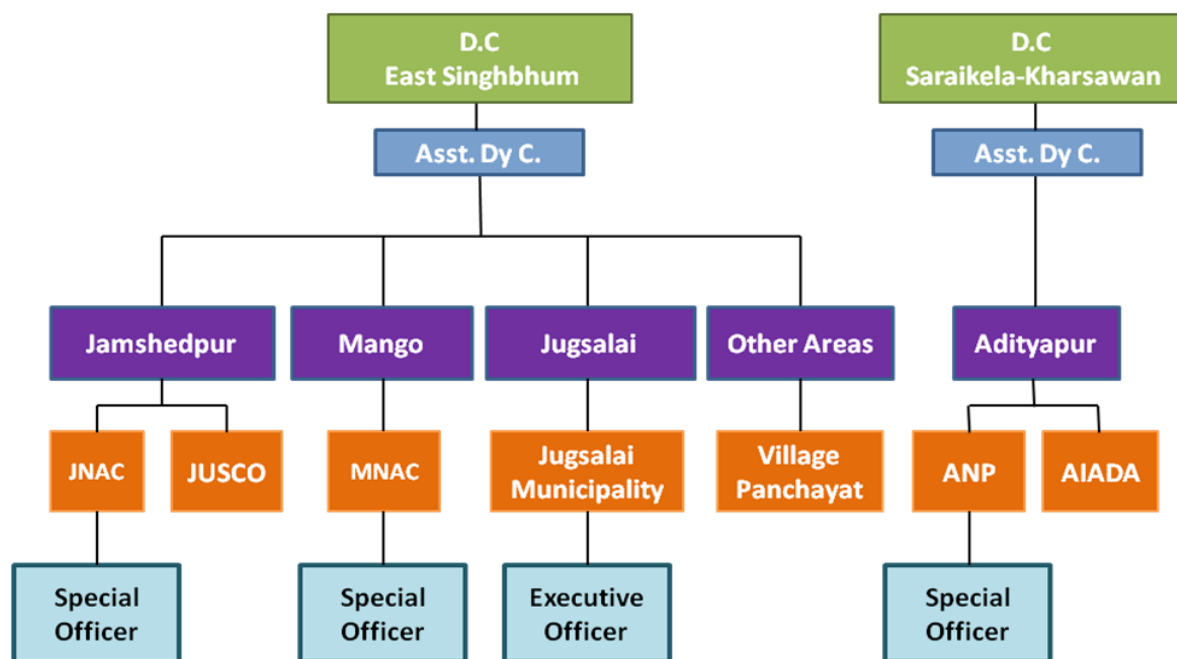 D.C
East Singhbhum
D.C
Saraikela-Kharsawan
Asst. Dy C.
Asst. Dy C.
Jamshedpur
Mango
Jugsalai
Other Areas
Adityapur
JNAC
JUSCO
MNAC
Jugsalai
Municipality
Village
Panchayat
ANP
AIADA
Special
Officer
Special
Officer
Executive
Officer
Special
Officer